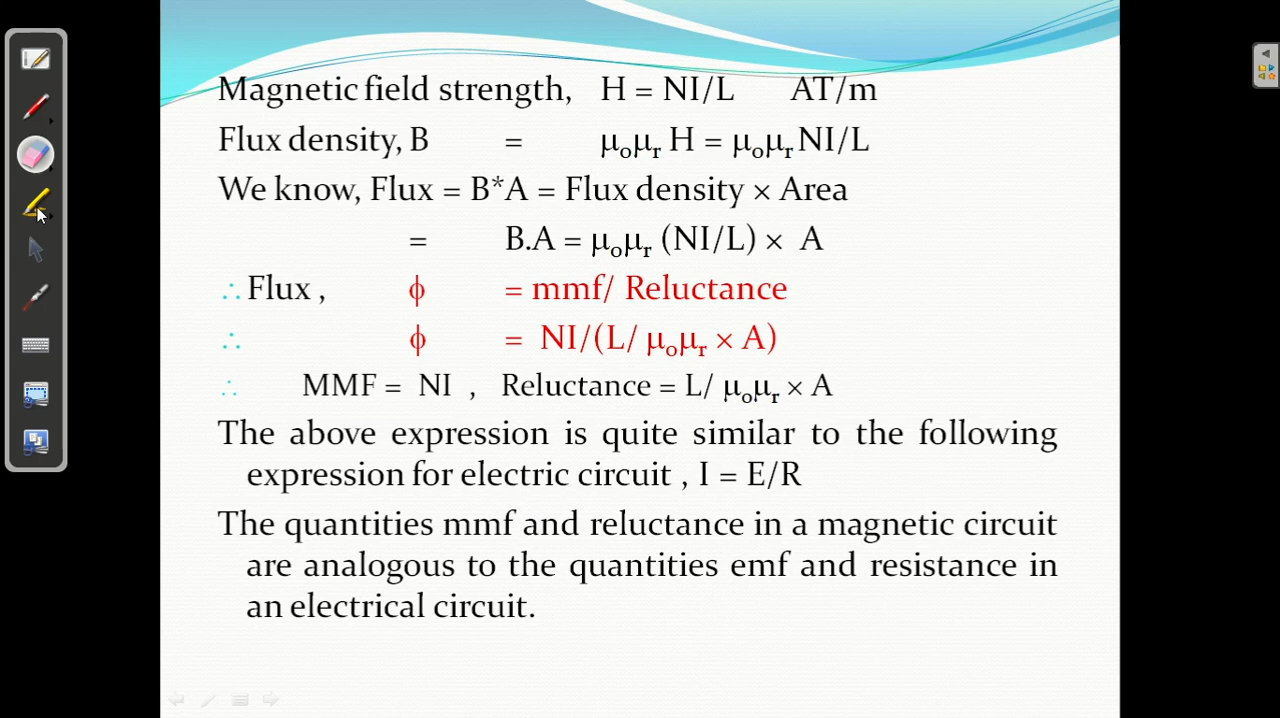 Magnetic field strength, H = NI/L AT/m
Flux density, B = μoμr H = μoμr NI/L
We know, Flux = B*A = Flux density × Area
= B.A = μoμr (NI/L) × A
∴ Flux , ϕ = mmf/ Reluctance
∴ ϕ = NI/(L/ μoμr × A)
∴ MMF = NI , Reluctance = L/ μoμr × A
The above expression is quite similar to the following
expression for electric circuit , I = E/R
The quantities mmf and reluctance in a magnetic circuit
are analogous to the quantities emf and resistance in
an electrical circuit.